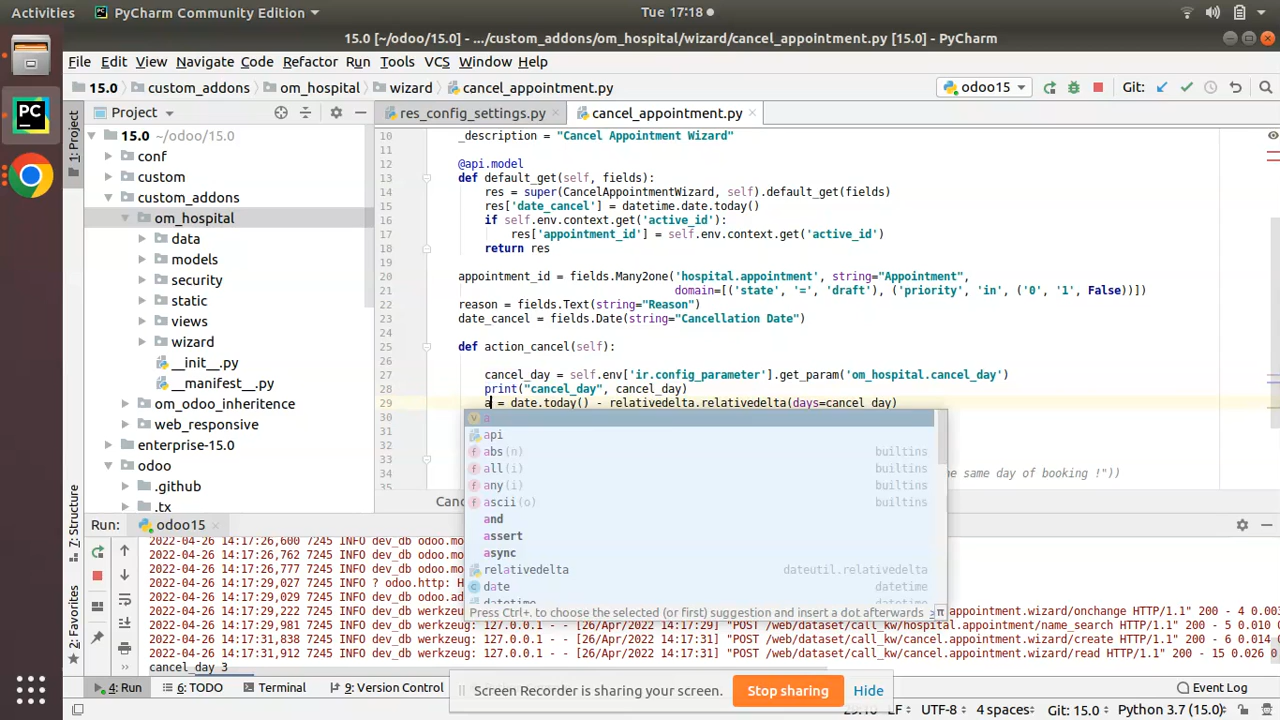 Activities
PyCharm Community Edition
Tue 17:18
15.0 [~/odoo/15.0] - .../custom_addons/om_hospital/wizard/cancel_appointment.py [15.0] - PyCharm
File Edit View Navigate Code Refactor Run Tools VCS Window Help
15.0 custom_addons om_hospital wizard cancel_appointment.py odoo15 Git:
1: Project
Project
15.0 ~/odoo/15.0
conf
custom
custom_addons
om_hospital
data
models
security
static
views
wizard
__init__.py
__manifest__.py
om_odoo_inheritence
web_responsive
enterprise-15.0
odoo
.github
.tx
res_config_settings.py cancel_appointment.py
10 _description = "Cancel Appointment Wizard"
11
12 @api.model
13 def default_get(self, fields):
14 res = super(CancelAppointmentWizard, self).default_get(fields)
15 res['date_cancel'] = datetime.date.today()
16 if self.env.context.get('active_id'):
17 res['appointment_id'] = self.env.context.get('active_id')
18 return res
19
20 appointment_id = fields.Many2one('hospital.appointment', string="Appointment",
21 domain=[('state', '=', 'draft'), ('priority', 'in', ('0', '1', False))])
22 reason = fields.Text(string="Reason")
23 date_cancel = fields.Date(string="Cancellation Date")
24
25 def action_cancel(self):
26
27 cancel_day = self.env['ir.config_parameter'].get_param('om_hospital.cancel_day')
28 print("cancel_day", cancel_day)
29 a = date.today() - relativedelta.relativedelta(days=cancel_day)
30
31
32
33
34 e same day of booking !"))
35
a
api
abs(n) builtins
all(i) builtins
any(i) builtins
ascii(o) builtins
and
assert
async
relativedelta dateutil.relativedelta
date datetime
datetime
Press Ctrl+. to choose the selected (or first) suggestion and insert a dot afterwards
Canc
7: Structure
2: Favorites
Run: odoo15
2022-04-26 14:17:26,600 7245 INFO dev_db odoo.mo
2022-04-26 14:17:26,762 7245 INFO dev_db odoo.mo
2022-04-26 14:17:26,777 7245 INFO dev_db odoo.mo
2022-04-26 14:17:29,027 7245 INFO ? odoo.http: H
2022-04-26 14:17:29,029 7245 INFO dev_db odoo.ad
2022-04-26 14:17:29,222 7245 INFO dev_db werkzeu .appointment.wizard/onchange HTTP/1.1" 200 - 4 0.003
2022-04-26 14:17:29,981 7245 INFO dev_db werkzeug: 127.0.0.1 - - [26/Apr/2022 14:17:29] "POST /web/dataset/call_kw/hospital.appointment/name_search HTTP/1.1" 200 - 5 0.010
2022-04-26 14:17:31,838 7245 INFO dev_db werkzeug: 127.0.0.1 - - [26/Apr/2022 14:17:31] "POST /web/dataset/call_kw/cancel.appointment.wizard/create HTTP/1.1" 200 - 6 0.014
2022-04-26 14:17:31,912 7245 INFO dev_db werkzeug: 127.0.0.1 - - [26/Apr/2022 14:17:31] "POST /web/dataset/call_kw/cancel.appointment.wizard/read HTTP/1.1" 200 - 15 0.026 0
cancel_day 3
4: Run 6: TODO Terminal 9: Version Control Event Log
Screen Recorder is sharing your screen. Stop sharing Hide
29:10 LF UTF-8 4 spaces Git: 15.0 Python 3.7 (15.0)